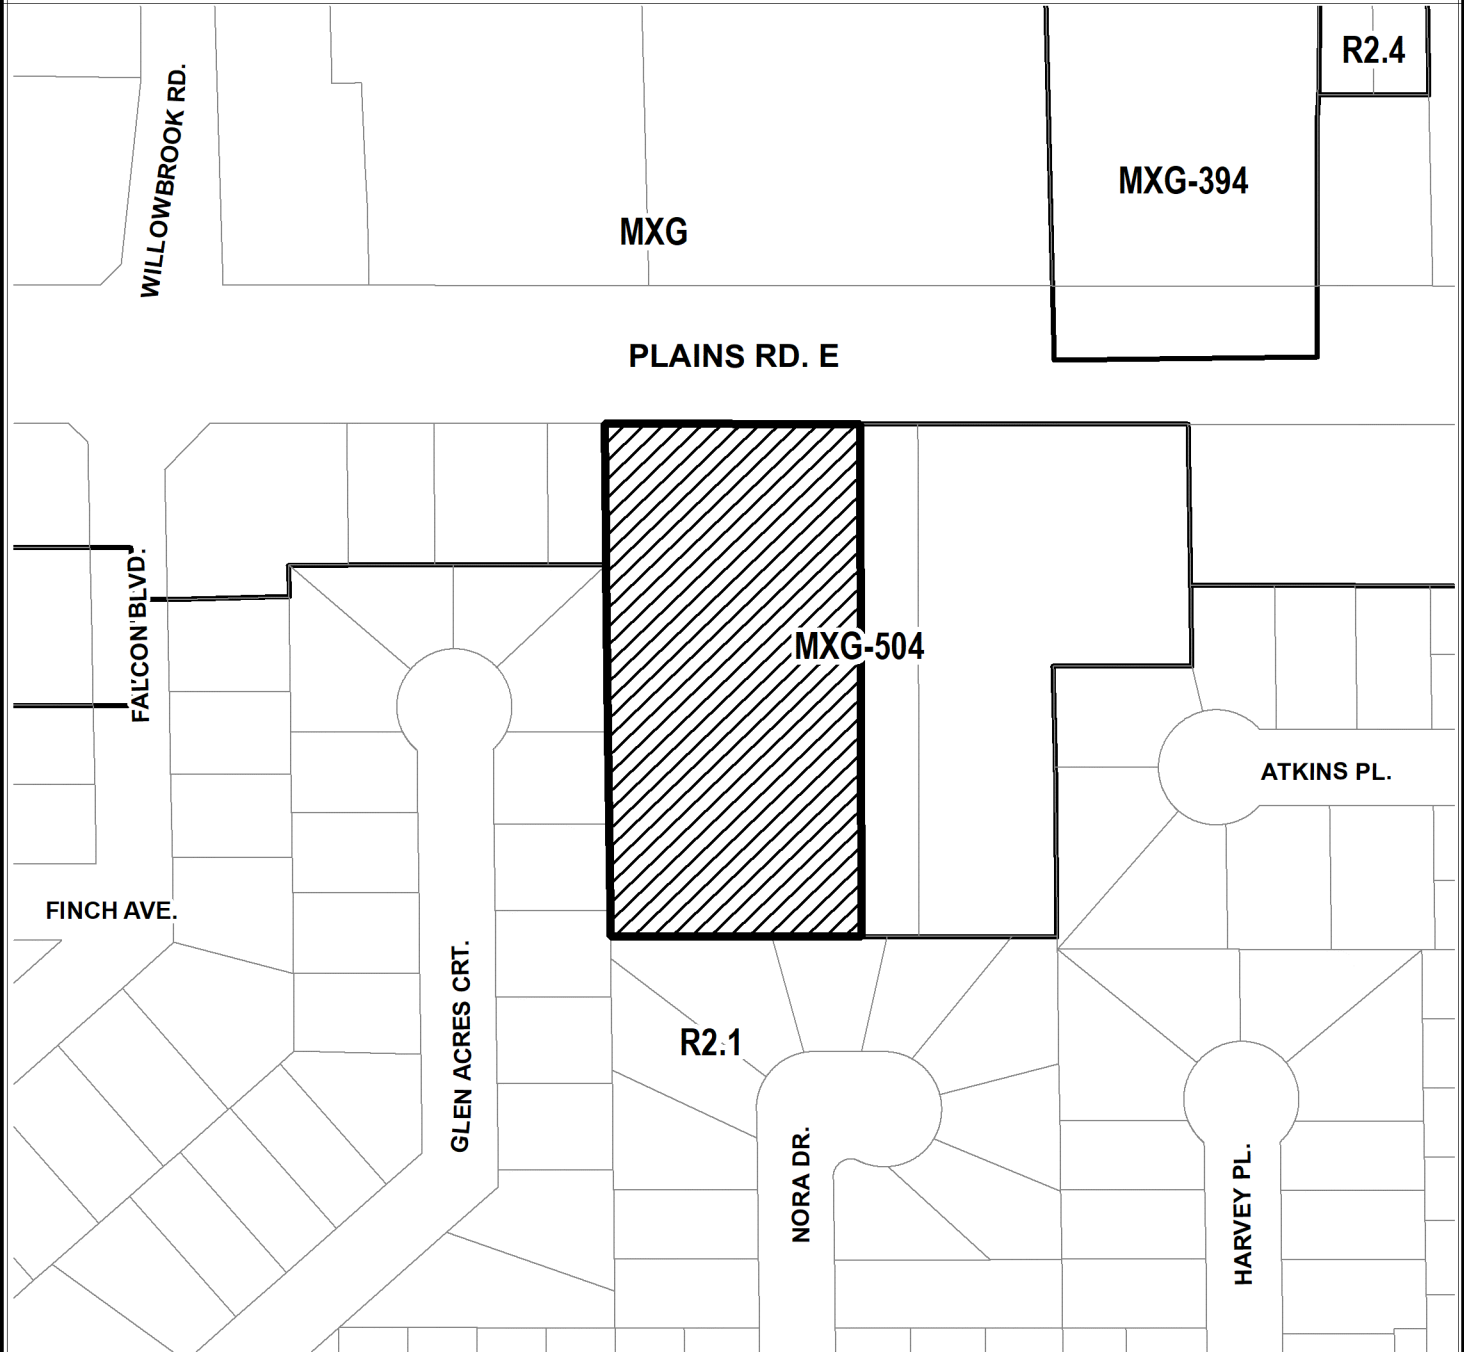 R2.4
WILLOWBROOK RD.
MXG-394
MXG
PLAINS RD. E
FALCON BLVD.
MXG-504
ATKINS PL.
FINCH AVE.
GLEN ACRES CRT.
R2.1
NORA DR.
HARVEY PL.